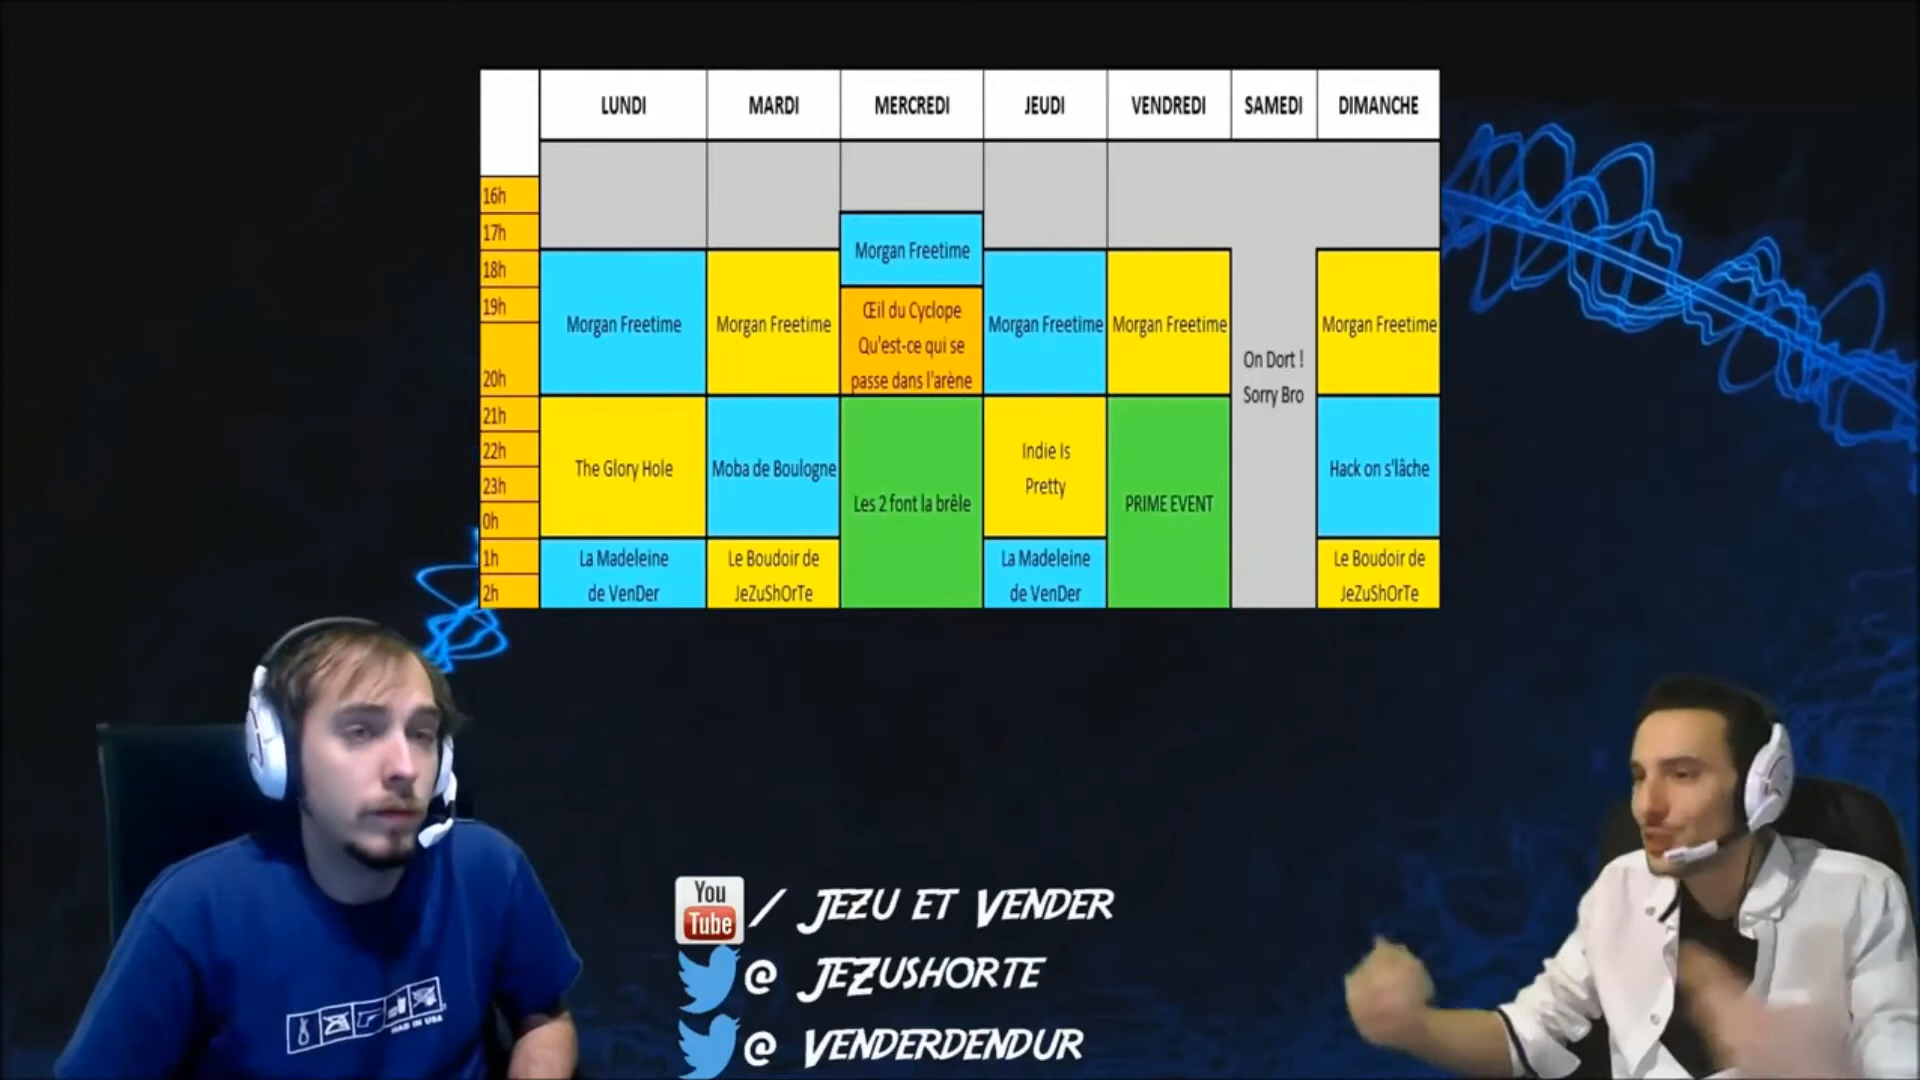 LUNDI MARDI MERCREDI JEUDI VENDREDI SAMEDI DIMANCHE
16h
17h
Morgan Freetime
18h
19h
Œil du Cyclope
Morgan Freetime Morgan Freetime Morgan Freetime Morgan Freetime Morgan Freetime
Qu'est-ce qui se
On Dort !
20h
passe dans l'arène
Sorry Bro
21h
22h
Indie Is
The Glory Hole Moba de Boulogne Hack on s'lâche
23h
Pretty
Les 2 font la brêle PRIME EVENT
0h
1h
La Madeleine Le Boudoir de La Madeleine Le Boudoir de
2h
de VenDer JeZuShOrTe de VenDer JeZuShOrTe
You
Tube / JEZU ET VENDER
@ JEZUSHORTE
@ VENDERDENDUR